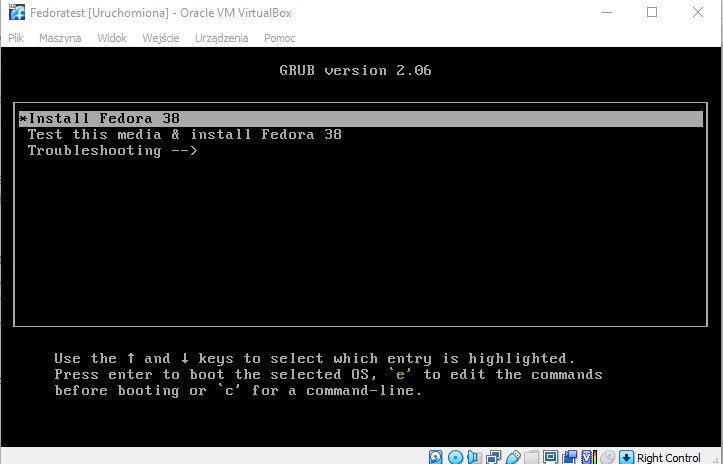 Fedoratest [Uruchomiona] - Oracle VM VirtualBox
Plik Maszyna Widok Wejście Urządzenia Pomoc
GRUB version 2.06
*Install Fedora 38
Test this media & install Fedora 38
Troubleshooting -->
Use the ↑ and ↓ keys to select which entry is highlighted.
Press enter to boot the selected OS, `e' to edit the commands
before booting or `c' for a command-line.
Right Control